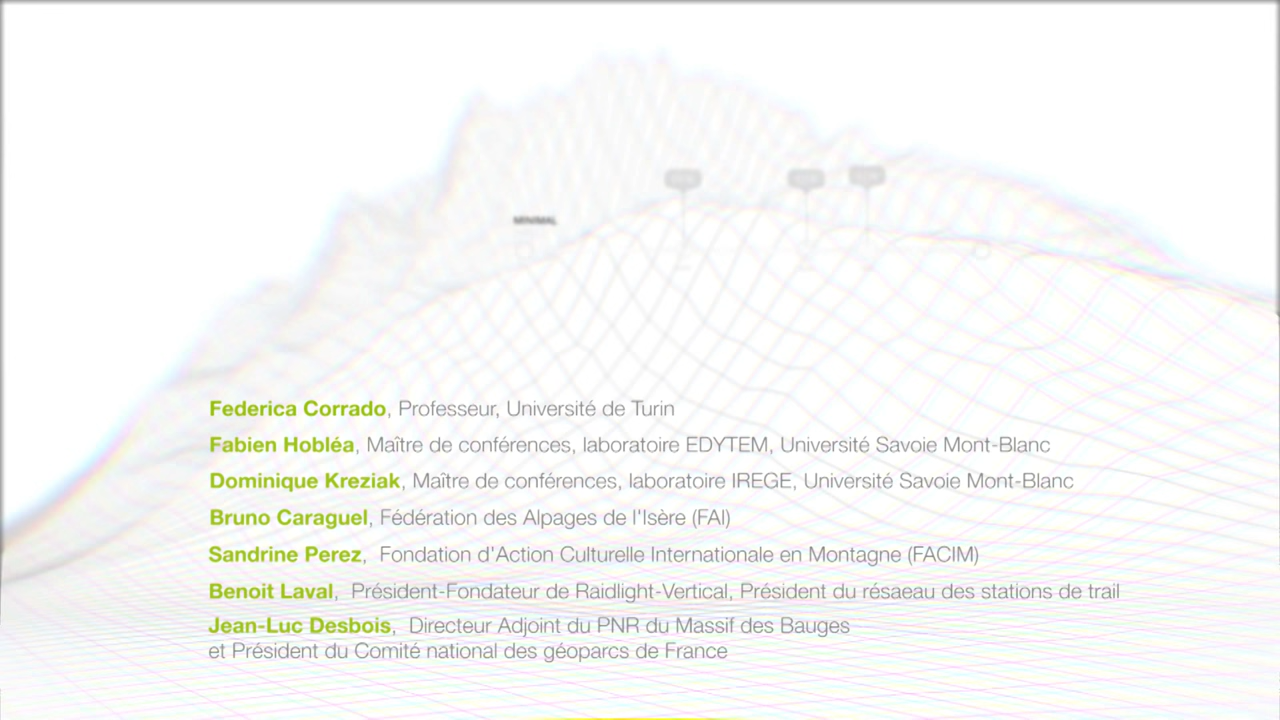 MINIMAL
Federica Corrado, Professeur, Université de Turin
Fabien Hobléa, Maître de conférences, laboratoire EDYTEM, Université Savoie Mont-Blanc
Dominique Kreziak, Maître de conférences, laboratoire IREGE, Université Savoie Mont-Blanc
Bruno Caraguel, Fédération des Alpages de l'Isère (FAI)
Sandrine Perez, Fondation d'Action Culturelle Internationale en Montagne (FACIM)
Benoit Laval, Président-Fondateur de Raidlight-Vertical, Président du résaeau des stations de trail
Jean-Luc Desbois, Directeur Adjoint du PNR du Massif des Bauges
et Président du Comité national des géoparcs de France